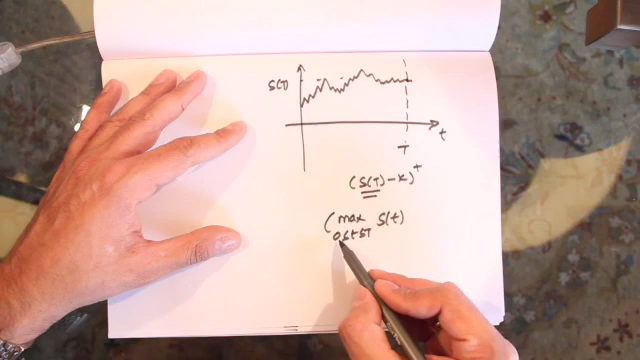 S(T)
t
T
(S(T)-K)⁺
(max S(t)
0≤t≤T